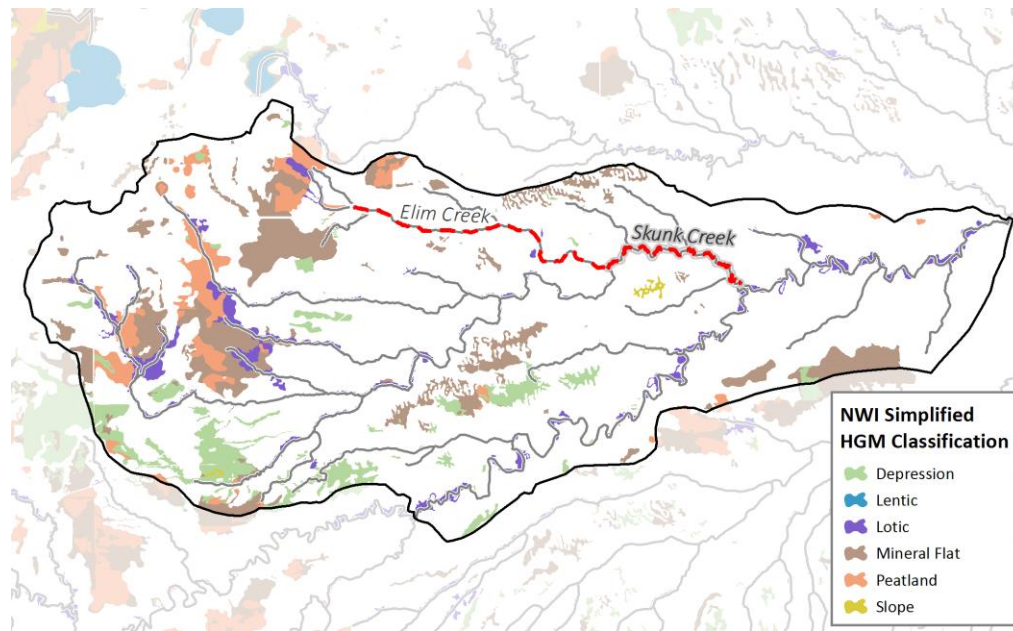 Elim Creek
Skunk Creek
NWI Simplified
HGM Classification
Depression
Lentic
Lotic
Mineral Flat
Peatland
Slope